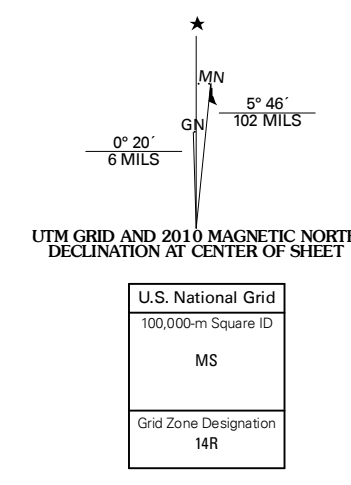 ★
MN
5° 46´
102 MILS
GN
0° 20´
6 MILS
UTM GRID AND 2010 MAGNETIC NORTH
DECLINATION AT CENTER OF SHEET
U.S. National Grid
100,000-m Square ID
MS
Grid Zone Designation
14R